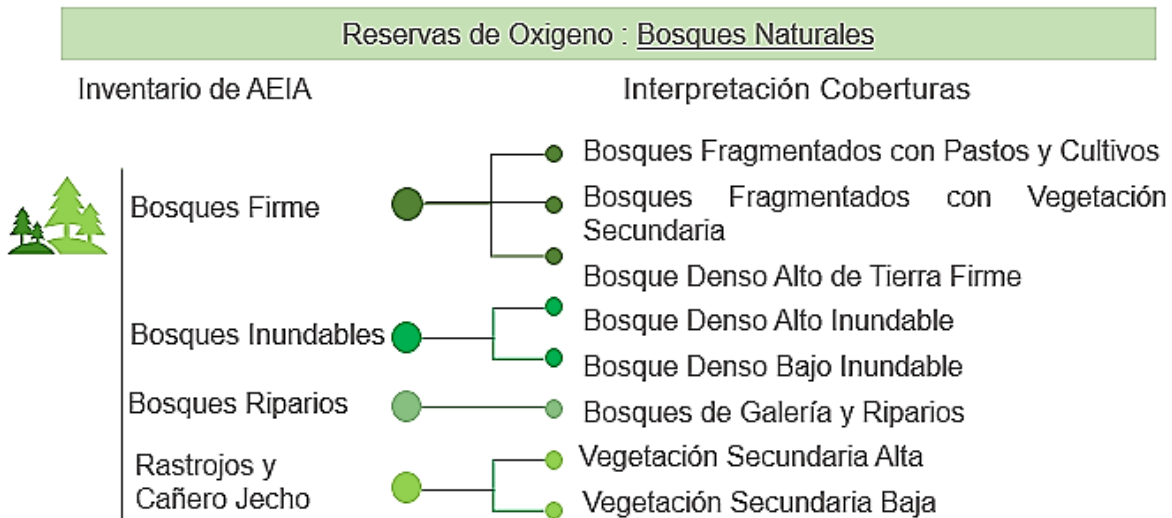 Reservas de Oxigeno : Bosques Naturales
Inventario de AEIA
Interpretación Coberturas
Bosques Firme
Bosques Fragmentados con Pastos y Cultivos
Bosques Fragmentados con Vegetación
Secundaria
Bosque Denso Alto de Tierra Firme
Bosques Inundables
Bosque Denso Alto Inundable
Bosque Denso Bajo Inundable
Bosques Riparios
Bosques de Galería y Riparios
Rastrojos y
Cañero Jecho
Vegetación Secundaria Alta
Vegetación Secundaria Baja